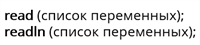 read (список переменных);
readln (список переменных);